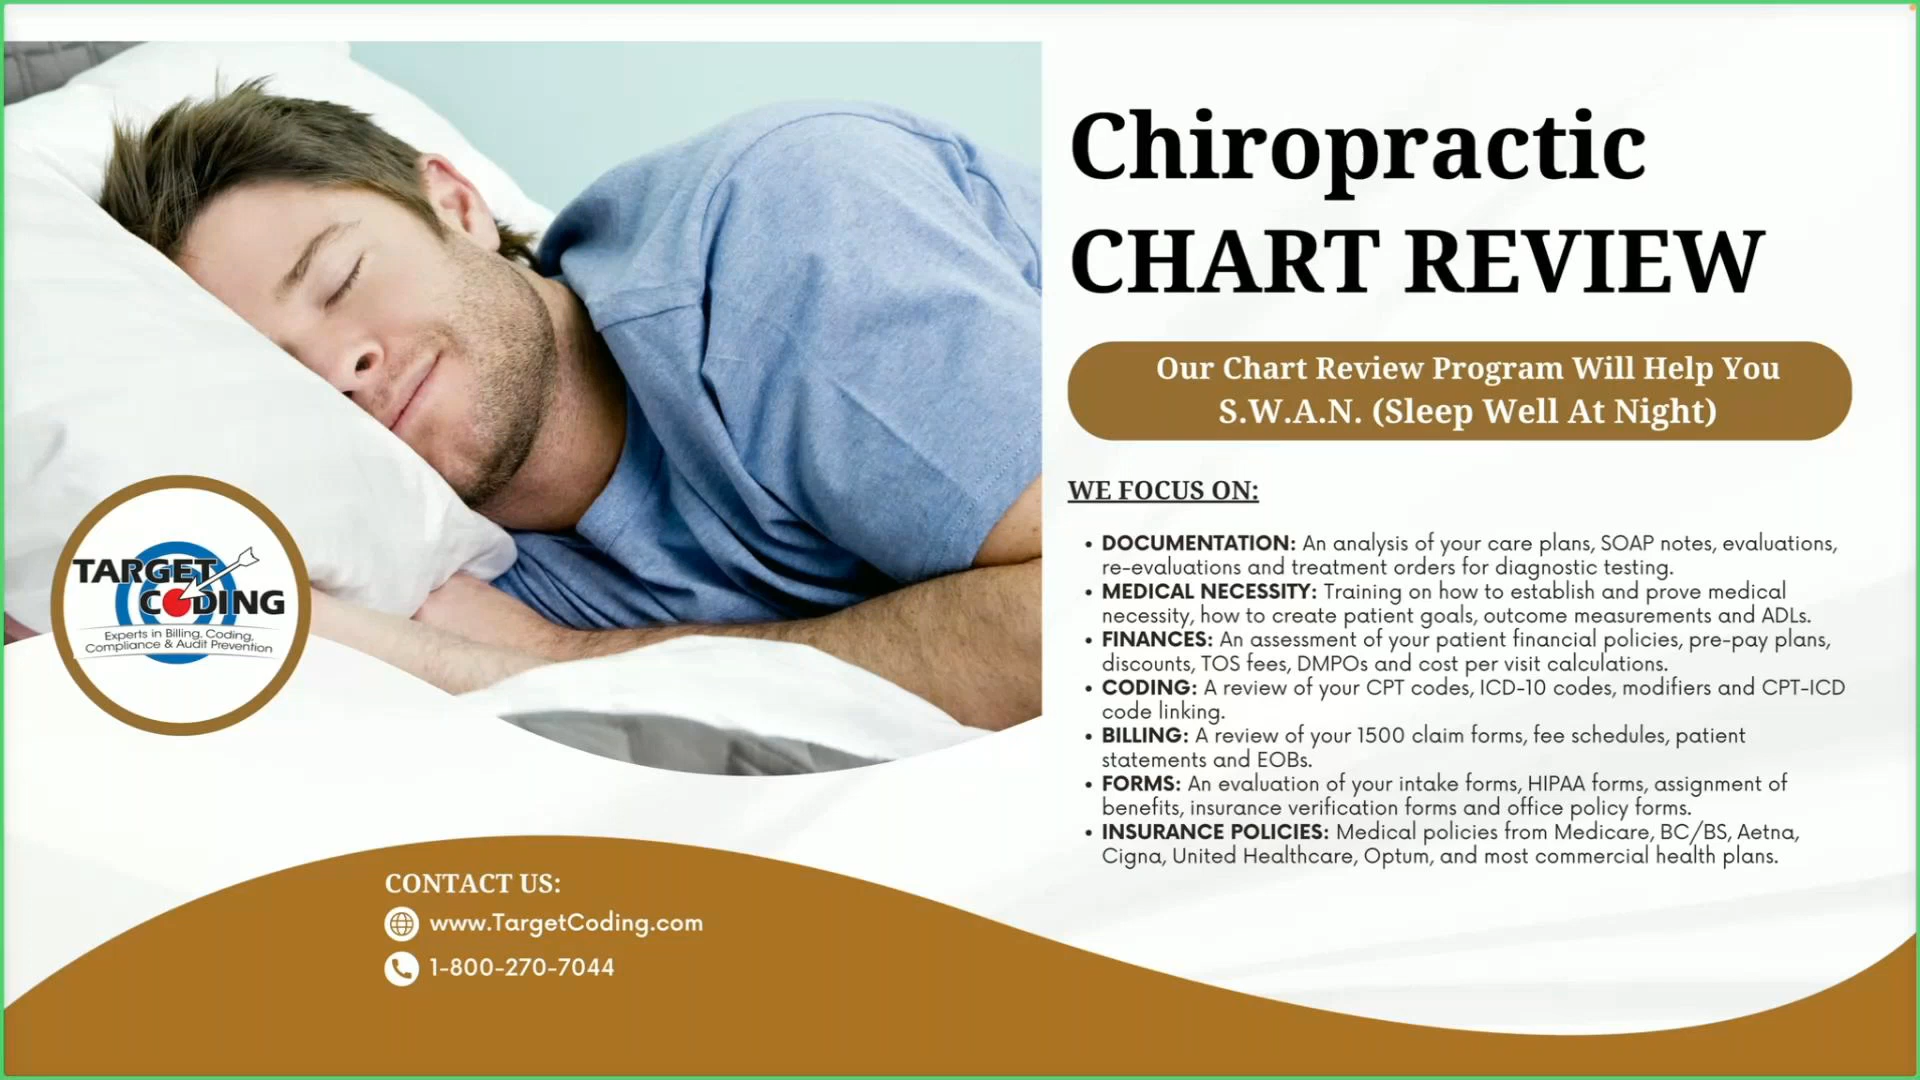 Chiropractic
CHART REVIEW
Our Chart Review Program Will Help You
S.W.A.N. (Sleep Well At Night)
WE FOCUS ON:
• DOCUMENTATION: An analysis of your care plans, SOAP notes, evaluations,
re-evaluations and treatment orders for diagnostic testing.
• MEDICAL NECESSITY: Training on how to establish and prove medical
necessity, how to create patient goals, outcome measurements and ADLs.
• FINANCES: An assessment of your patient financial policies, pre-pay plans,
discounts, TOS fees, DMPOs and cost per visit calculations.
• CODING: A review of your CPT codes, ICD-10 codes, modifiers and CPT-ICD
code linking.
• BILLING: A review of your 1500 claim forms, fee schedules, patient
statements and EOBs.
• FORMS: An evaluation of your intake forms, HIPAA forms, assignment of
benefits, insurance verification forms and office policy forms.
• INSURANCE POLICIES: Medical policies from Medicare, BC/BS, Aetna,
Cigna, United Healthcare, Optum, and most commercial health plans.
TARGET
CODING
Experts in Billing, Coding,
Compliance & Audit Prevention
CONTACT US:
www.TargetCoding.com
1-800-270-7044